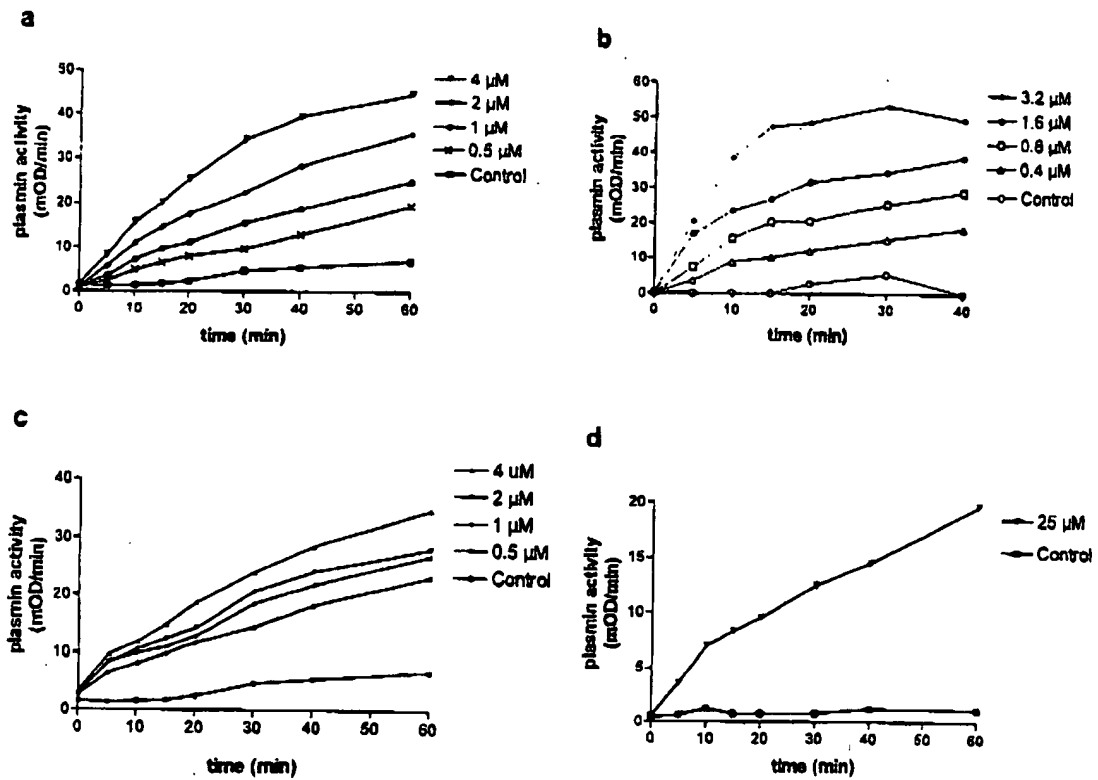 a
50
40
30
20
10
0
plasmin activity
(mOD/min)
0 10 20 30 40 50 60
time (min)
4 µM
2 µM
1 µM
0.5 µM
Control
b
60
50
40
30
20
10
0
plasmin activity
(mOD/min)
0 10 20 30 40
time (min)
3.2 µM
1.6 µM
0.8 µM
0.4 µM
Control
c
40
30
20
10
0
plasmin activity
(mOD/min)
0 10 20 30 40 50 60
time (min)
4 uM
2 µM
1 µM
0.5 µM
Control
d
20
15
10
5
0
plasmin activity
(mOD/min)
0 10 20 30 40 50 60
time (min)
25 µM
Control